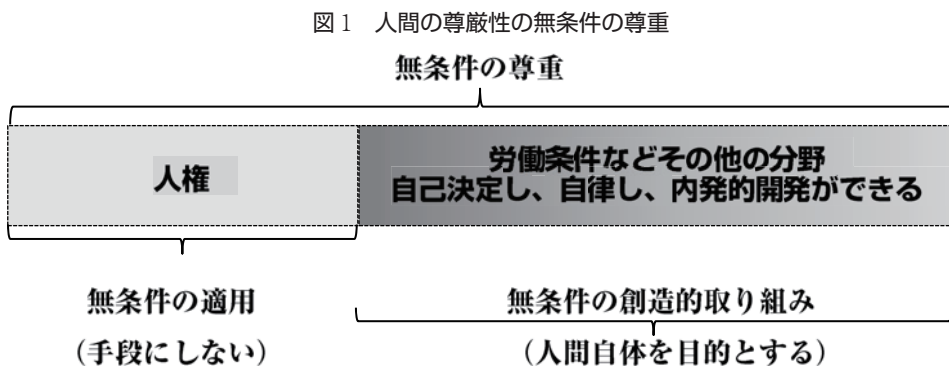 図1 人間の尊厳性の無条件の尊重
無条件の尊重
人権
労働条件などその他の分野
自己決定し、自律し、内発的開発ができる
無条件の適用
（手段にしない）
無条件の創造的取り組み
（人間自体を目的とする）